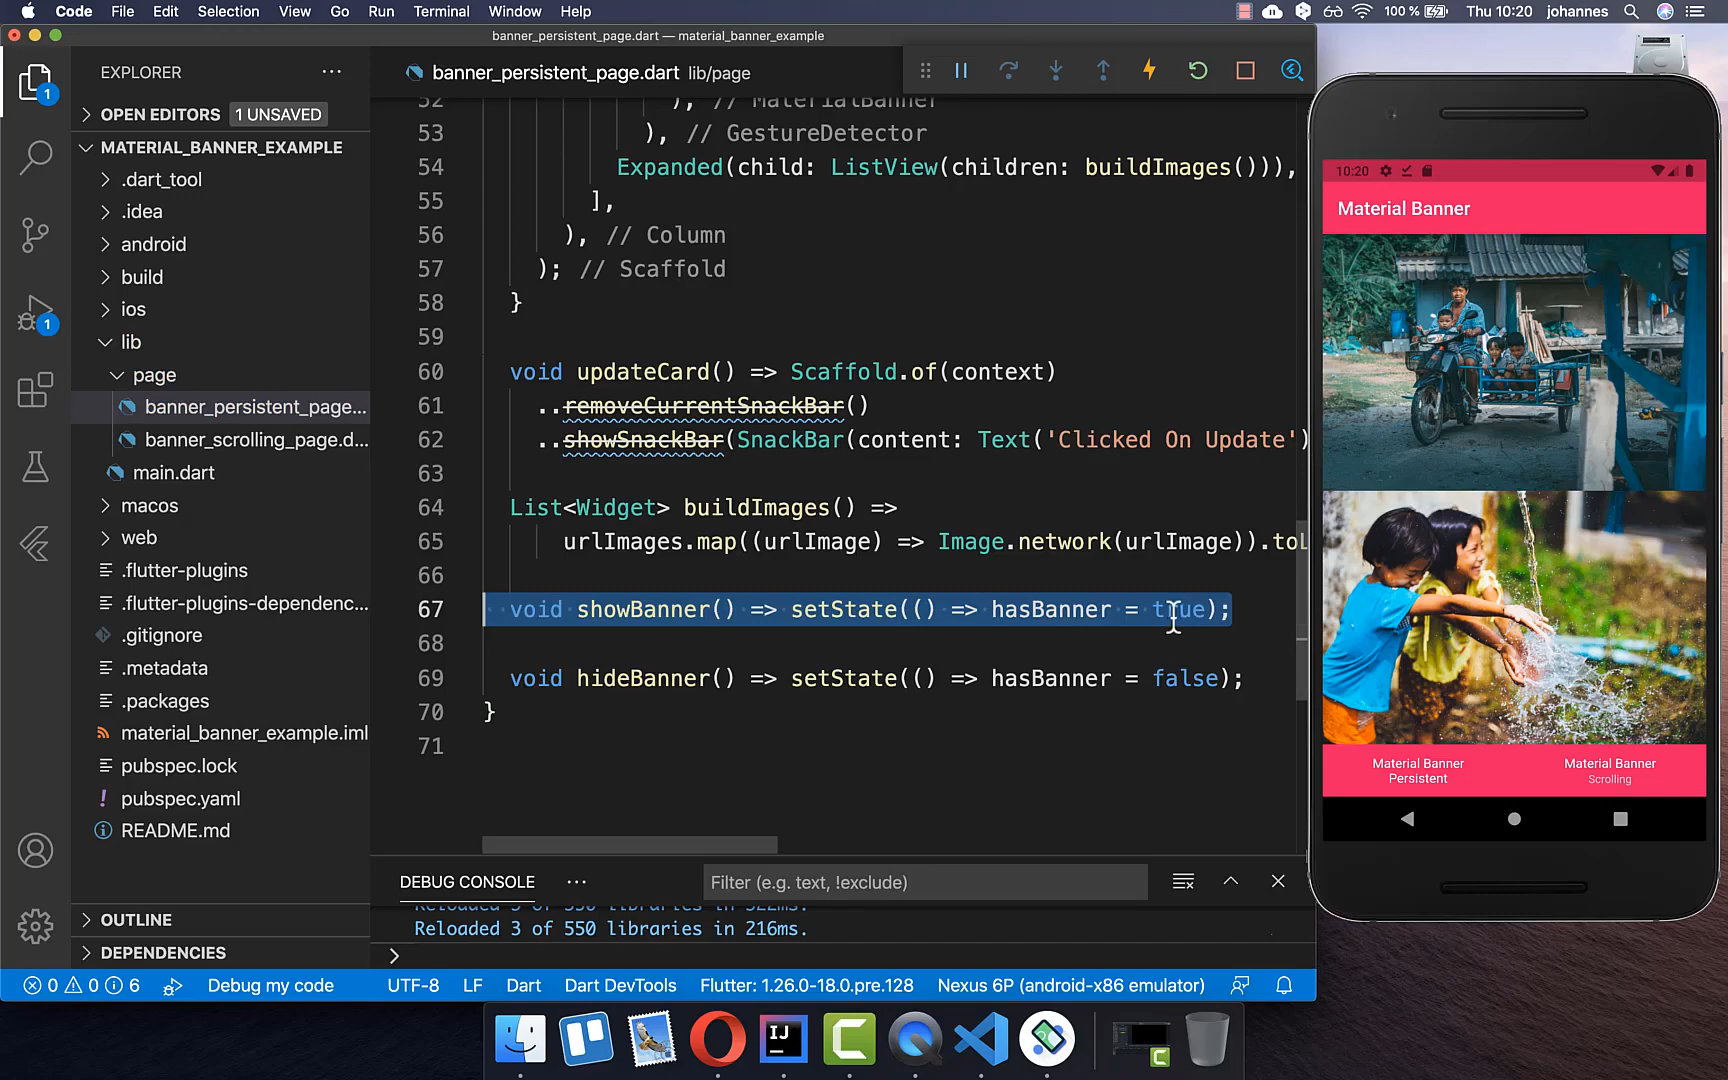 Code File Edit Selection View Go Run Terminal Window Help
100 % Thu 10:20 johannes
banner_persistent_page.dart — material_banner_example
EXPLORER
OPEN EDITORS 1 UNSAVED
MATERIAL_BANNER_EXAMPLE
.dart_tool
.idea
android
build
ios
lib
page
banner_persistent_page...
banner_scrolling_page.d...
main.dart
macos
web
.flutter-plugins
.flutter-plugins-dependenc...
.gitignore
.metadata
.packages
material_banner_example.iml
pubspec.lock
pubspec.yaml
README.md
OUTLINE
DEPENDENCIES
1
1
banner_persistent_page.dart lib/page
52 ), // MaterialBanner
53 ), // GestureDetector
54 Expanded(child: ListView(children: buildImages())),
55 ],
56 ), // Column
57 ); // Scaffold
58 }
59
60 void updateCard() => Scaffold.of(context)
61 ..removeCurrentSnackBar()
62 ..showSnackBar(SnackBar(content: Text('Clicked On Update')
63
64 List<Widget> buildImages() =>
65 urlImages.map((urlImage) => Image.network(urlImage)).toL
66
67 void showBanner() => setState(() => hasBanner = true);
68
69 void hideBanner() => setState(() => hasBanner = false);
70 }
71
DEBUG CONSOLE
Filter (e.g. text, !exclude)
Reloaded 3 of 550 libraries in 216ms.
0 0 6 Debug my code UTF-8 LF Dart Dart DevTools Flutter: 1.26.0-18.0.pre.128 Nexus 6P (android-x86 emulator)
10:20
Material Banner
Material Banner
Persistent
Material Banner
Scrolling
IJ